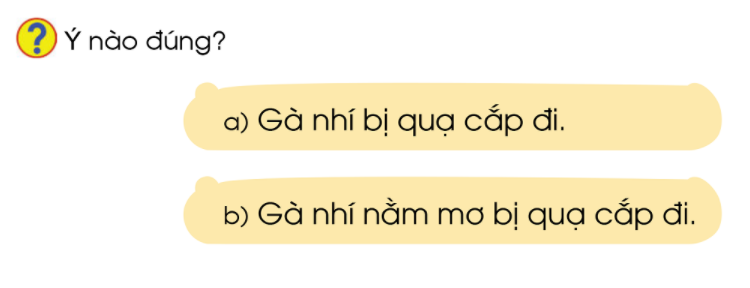 ? Ý nào đúng?
a) Gà nhí bị quạ cắp đi.
b) Gà nhí nằm mơ bị quạ cắp đi.